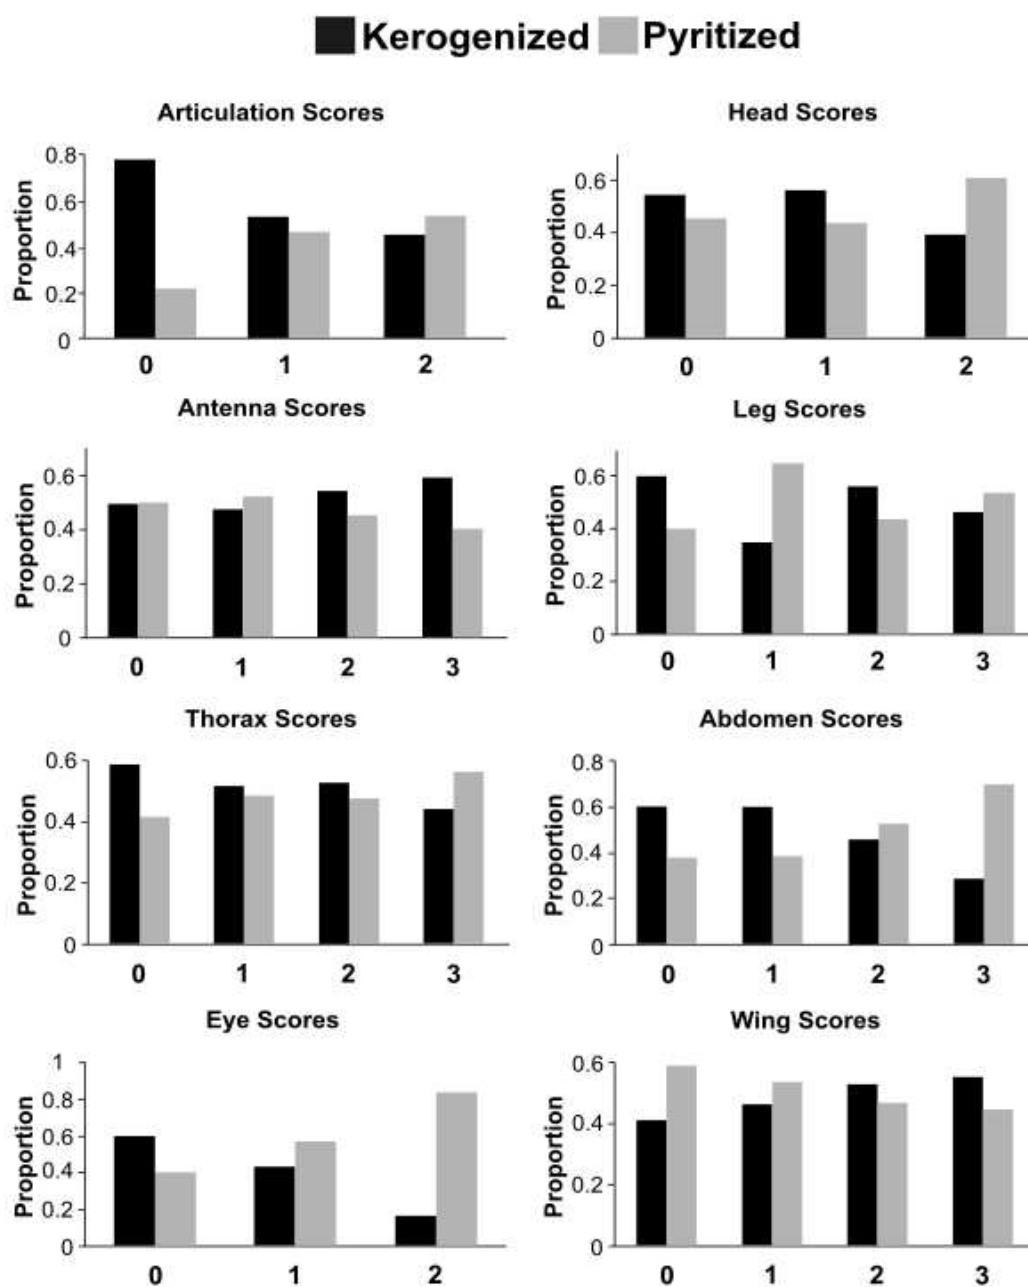 Kerogenized Pyritized
Articulation Scores
Proportion
0.8
0.6
0.4
0.2
0
0 1 2
Head Scores
Proportion
0.6
0.4
0.2
0
0 1 2
Antenna Scores
Proportion
0.6
0.4
0.2
0
0 1 2 3
Leg Scores
Proportion
0.6
0.4
0.2
0
0 1 2 3
Thorax Scores
Proportion
0.6
0.4
0.2
0
0 1 2 3
Abdomen Scores
Proportion
0.8
0.6
0.4
0.2
0
0 1 2 3
Eye Scores
Proportion
1
0.8
0.6
0.4
0.2
0
0 1 2
Wing Scores
Proportion
0.6
0.4
0.2
0
0 1 2 3